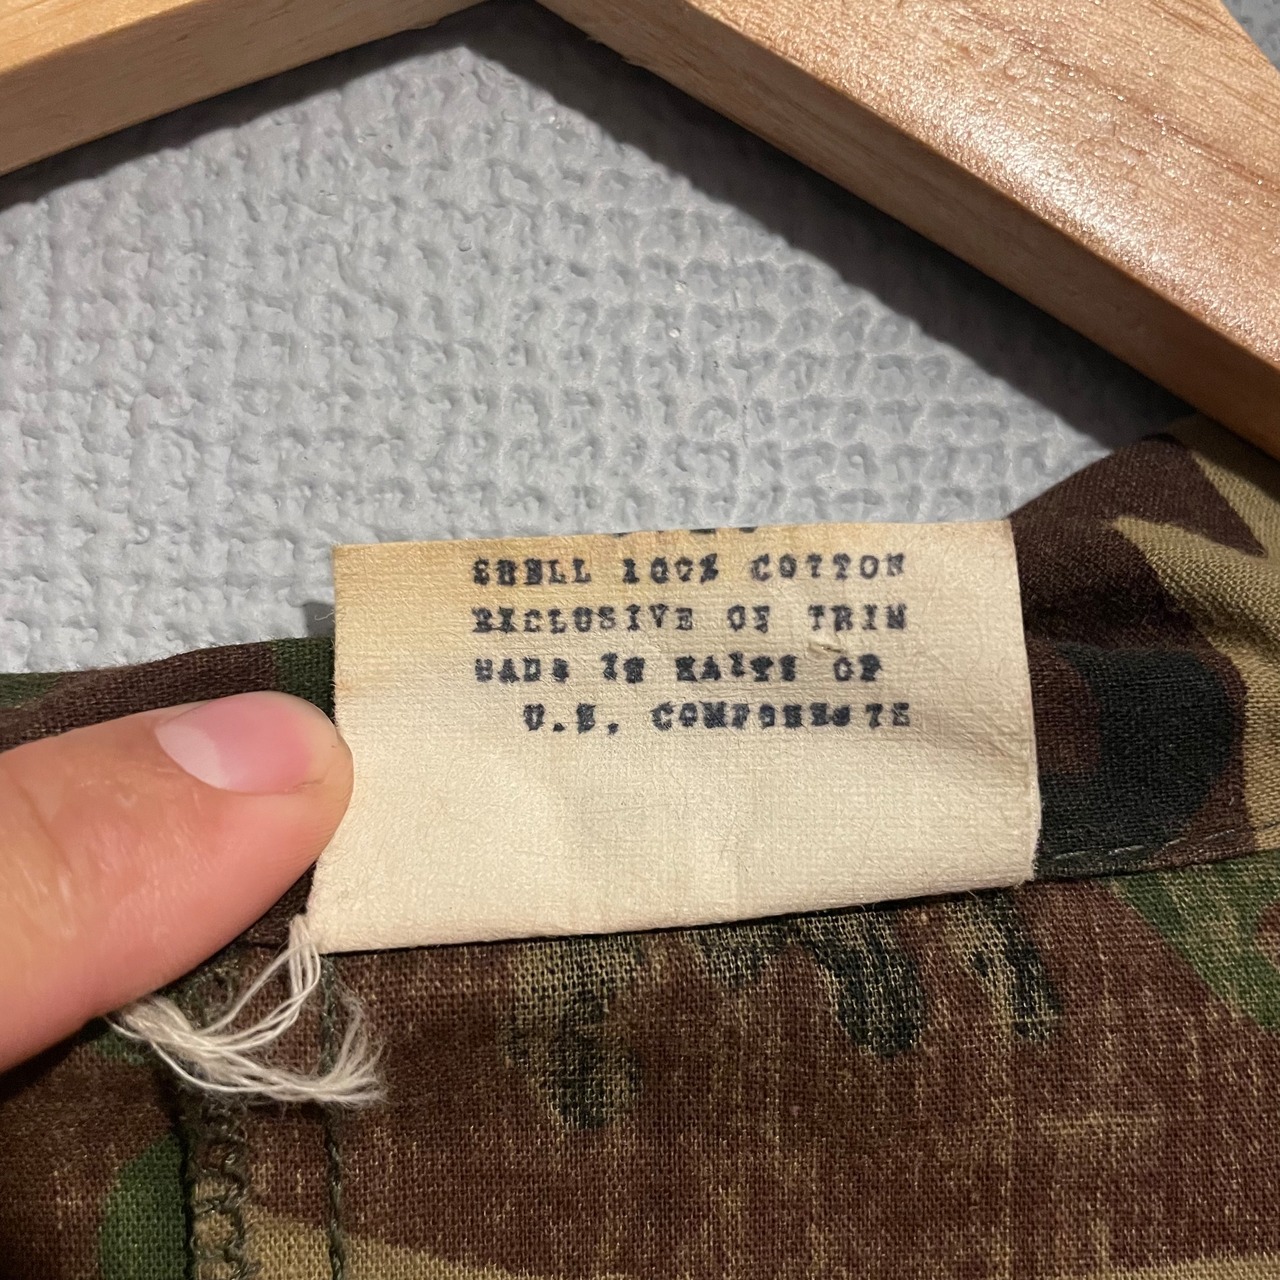 SHELL 100% COTTON
EXCLUSIVE OF TRIM
MADE IN HAITI OF
U.S. COMPONENTS